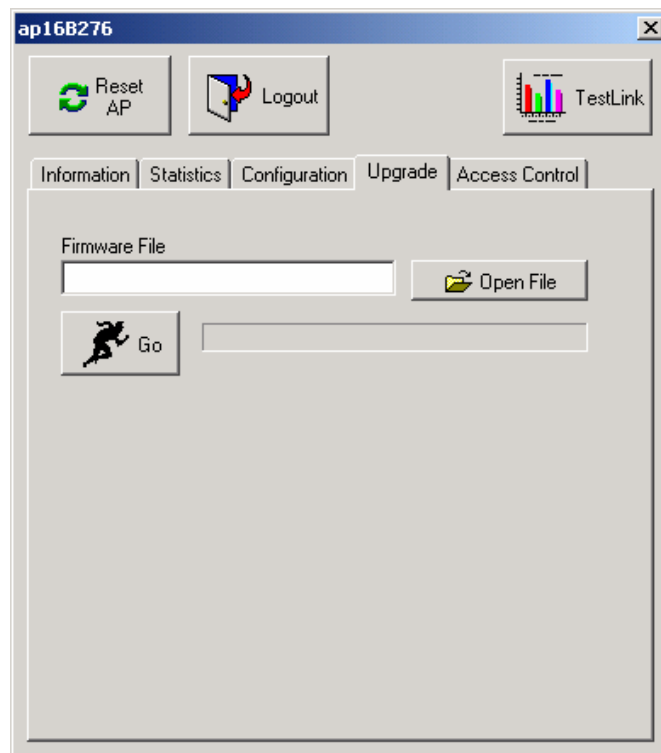 ap16B276
Reset
AP
Logout
TestLink
Information Statistics Configuration Upgrade Access Control
Firmware File
Open File
Go